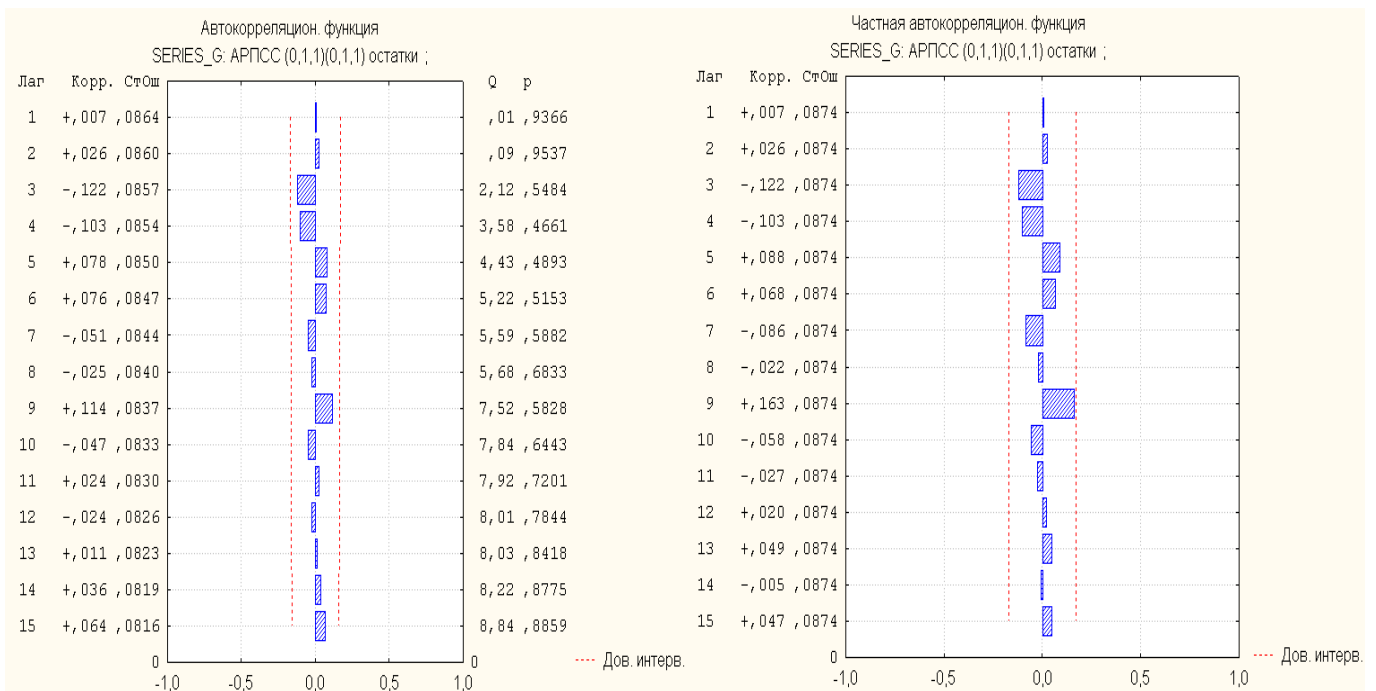 Автокорреляцион. функция
SERIES_G: АРПСС (0,1,1)(0,1,1) остатки ;
Лаг Корр. СтОш Q p
1 +,007 ,0864 ,01 ,9366
2 +,026 ,0860 ,09 ,9537
3 -,122 ,0857 2,12 ,5484
4 -,103 ,0854 3,58 ,4661
5 +,078 ,0850 4,43 ,4893
6 +,076 ,0847 5,22 ,5153
7 -,051 ,0844 5,59 ,5882
8 -,025 ,0840 5,68 ,6833
9 +,114 ,0837 7,52 ,5828
10 -,047 ,0833 7,84 ,6443
11 +,024 ,0830 7,92 ,7201
12 -,024 ,0826 8,01 ,7844
13 +,011 ,0823 8,03 ,8418
14 +,036 ,0819 8,22 ,8775
15 +,064 ,0816 8,84 ,8859
0 0
-1,0 -0,5 0,0 0,5 1,0
Дов. интерв.
Частная автокорреляцион. функция
SERIES_G: АРПСС (0,1,1)(0,1,1) остатки ;
Лаг Корр. СтОш
1 +,007 ,0874
2 +,026 ,0874
3 -,122 ,0874
4 -,103 ,0874
5 +,088 ,0874
6 +,068 ,0874
7 -,086 ,0874
8 -,022 ,0874
9 +,163 ,0874
10 -,058 ,0874
11 -,027 ,0874
12 +,020 ,0874
13 +,049 ,0874
14 -,005 ,0874
15 +,047 ,0874
0 0
-1,0 -0,5 0,0 0,5 1,0
Дов. интерв.